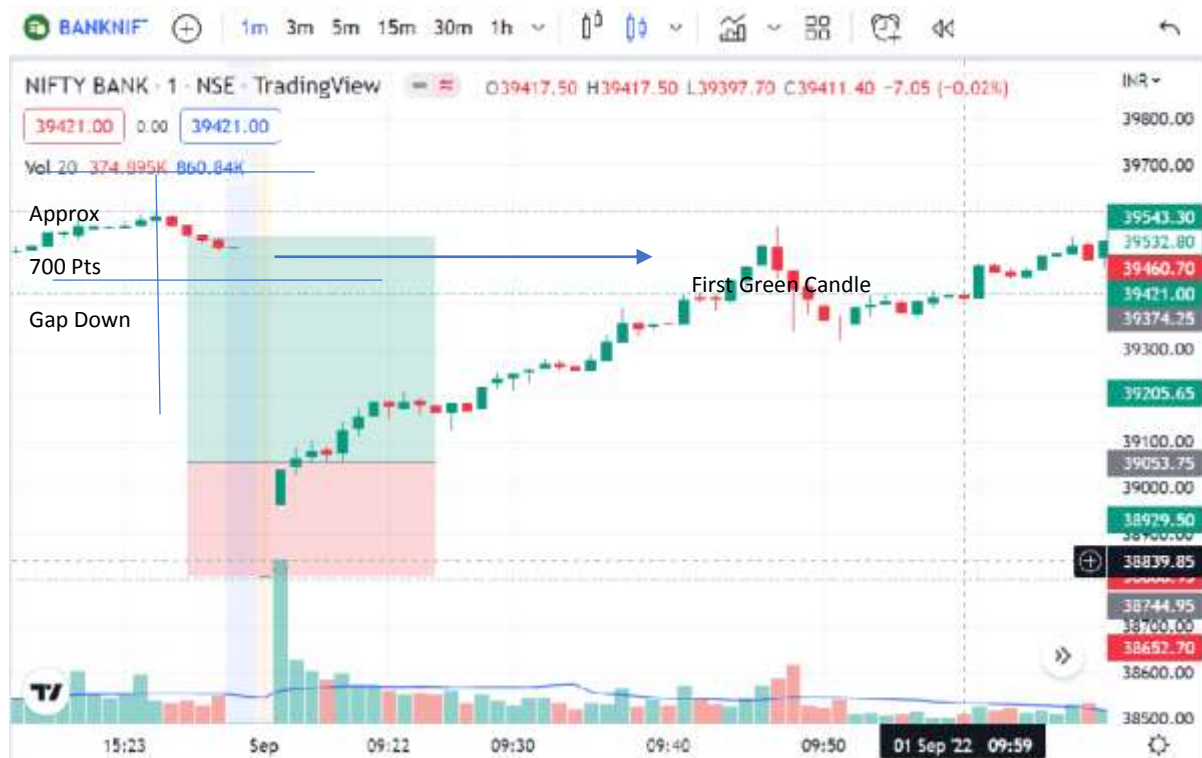 BANKNIF
1m 3m 5m 15m 30m 1h
NIFTY BANK · 1 · NSE · TradingView
O39417.50 H39417.50 L39397.70 C39411.40 -7.05 (-0.02%)
INR
39421.00 0.00 39421.00
Vol 20 374.895K 860.84K
Approx
700 Pts
Gap Down
First Green Candle
39800.00
39700.00
39543.30
39532.80
39460.70
39421.00
39374.25
39300.00
39205.65
39100.00
39053.75
39000.00
38929.50
38839.85
38744.95
38700.00
38652.70
38600.00
38500.00
15:23 Sep 09:22 09:30 09:40 09:50 01 Sep '22 09:59